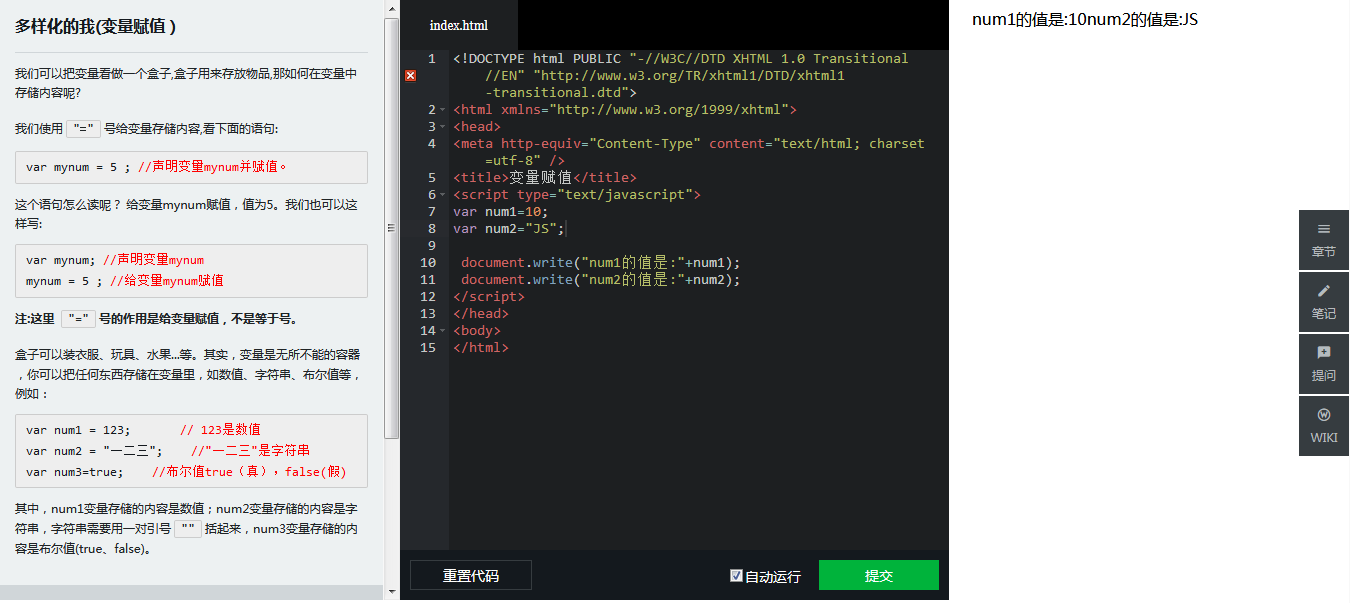 多样化的我(变量赋值）
我们可以把变量看做一个盒子,盒子用来存放物品,那如何在变量中
存储内容呢?
我们使用 "=" 号给变量存储内容,看下面的语句:
var mynum = 5 ; //声明变量mynum并赋值。
这个语句怎么读呢？ 给变量mynum赋值，值为5。我们也可以这
样写:
var mynum; //声明变量mynum
mynum = 5 ; //给变量mynum赋值
注:这里 "=" 号的作用是给变量赋值，不是等于号。
盒子可以装衣服、玩具、水果...等。其实，变量是无所不能的容器
，你可以把任何东西存储在变量里，如数值、字符串、布尔值等，
例如：
var num1 = 123; // 123是数值
var num2 = "一二三"; //"一二三"是字符串
var num3=true; //布尔值true（真），false(假)
其中，num1变量存储的内容是数值；num2变量存储的内容是字
符串，字符串需要用一对引号 "" 括起来，num3变量存储的内
容是布尔值(true、false)。
index.html
1 <!DOCTYPE html PUBLIC "-//W3C//DTD XHTML 1.0 Transitional
//EN" "http://www.w3.org/TR/xhtml1/DTD/xhtml1
-transitional.dtd">
2 <html xmlns="http://www.w3.org/1999/xhtml">
3 <head>
4 <meta http-equiv="Content-Type" content="text/html; charset
=utf-8" />
5 <title>变量赋值</title>
6 <script type="text/javascript">
7 var num1=10;
8 var num2="JS";
9
10 document.write("num1的值是:"+num1);
11 document.write("num2的值是:"+num2);
12 </script>
13 </head>
14 <body>
15 </html>
重置代码
自动运行
提交
num1的值是:10num2的值是:JS
章节
笔记
提问
WIKI